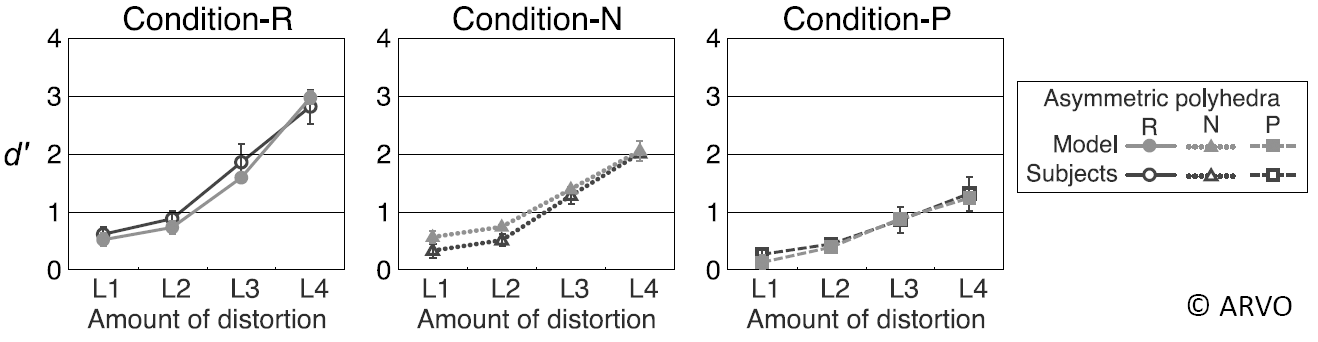 Condition-R
Condition-N
Condition-P
4
3
2
1
0
d′
L1 L2 L3 L4
Amount of distortion
4
3
2
1
0
L1 L2 L3 L4
Amount of distortion
4
3
2
1
0
L1 L2 L3 L4
Amount of distortion
Asymmetric polyhedra
R N P
Model
Subjects
© ARVO